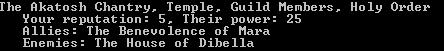 The Akatosh Chantry, Temple, Guild Members, Holy Order
Your reputation: 5, Their power: 25
Allies: The Benevolence of Mara
Enemies: The House of Dibella